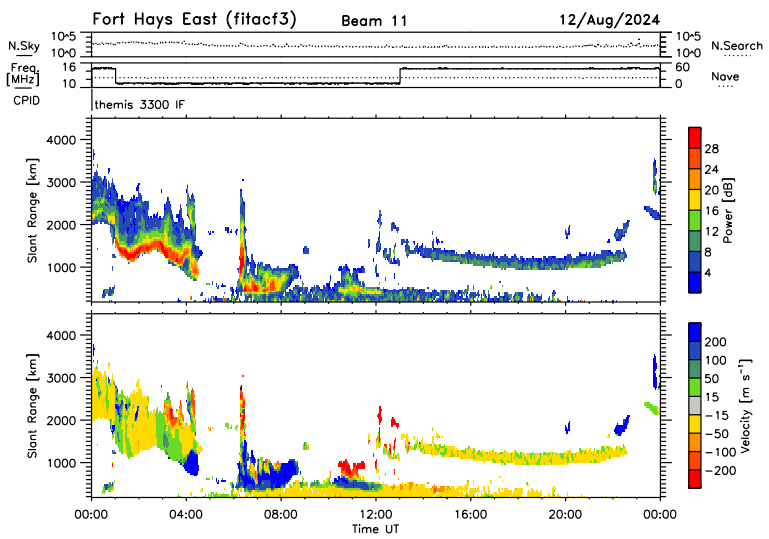 Fort Hays East (fitacf3) Beam 11 12/Aug/2024
N.Sky 10^5 10^0 10^5 10^0 N.Search
Freq. [MHz] 16 10 60 0 Nave
CPID themis 3300 IF
Slant Range [km] 4000 3000 2000 1000
Power [dB] 28 24 20 16 12 8 4
Slant Range [km] 4000 3000 2000 1000
Velocity [m s⁻¹] 200 100 50 15 −15 −50 −100 −200
00:00 04:00 08:00 12:00 16:00 20:00 00:00
Time UT